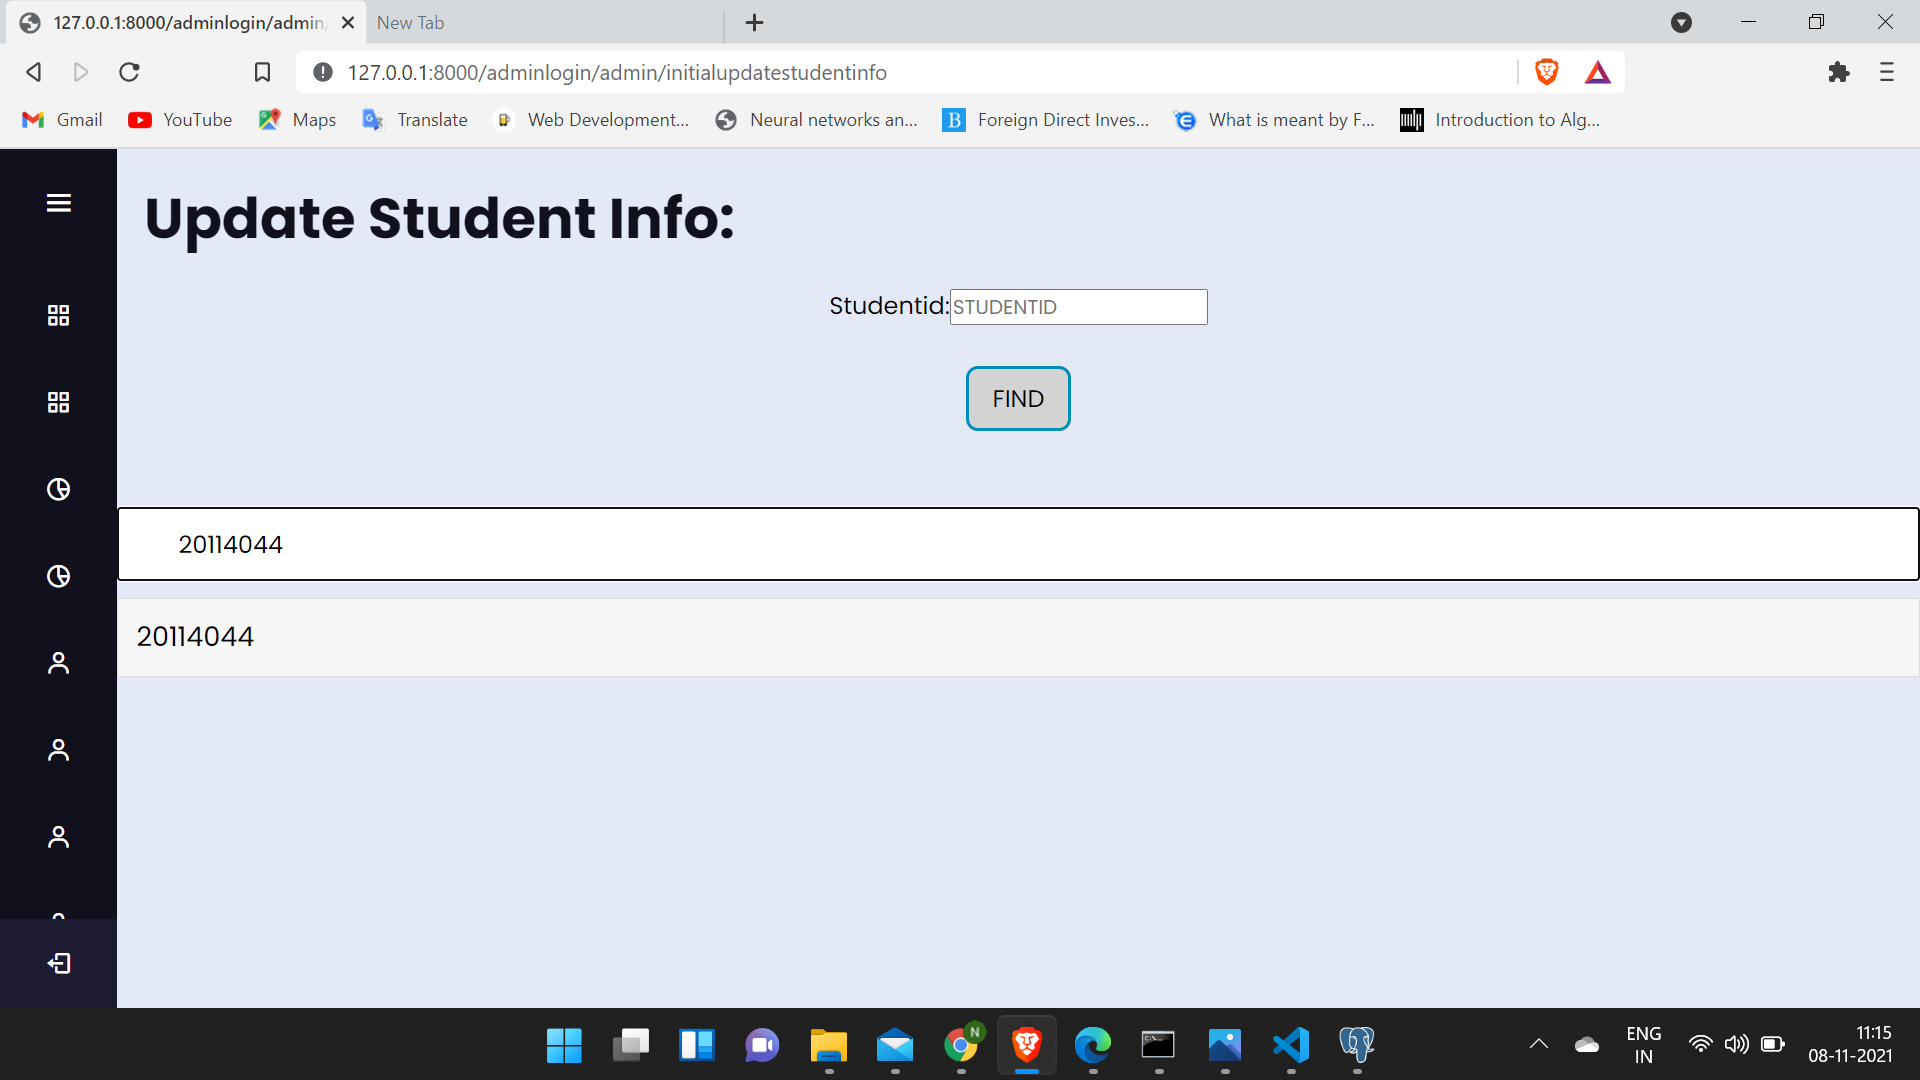 127.0.0.1:8000/adminlogin/admin/
New Tab
127.0.0.1:8000/adminlogin/admin/initialupdatestudentinfo
Gmail YouTube Maps Translate Web Development... Neural networks an... Foreign Direct Inves... What is meant by F... Introduction to Alg...
Update Student Info:
Studentid: STUDENTID
FIND
20114044
20114044
N
ENG
IN
11:15
08-11-2021